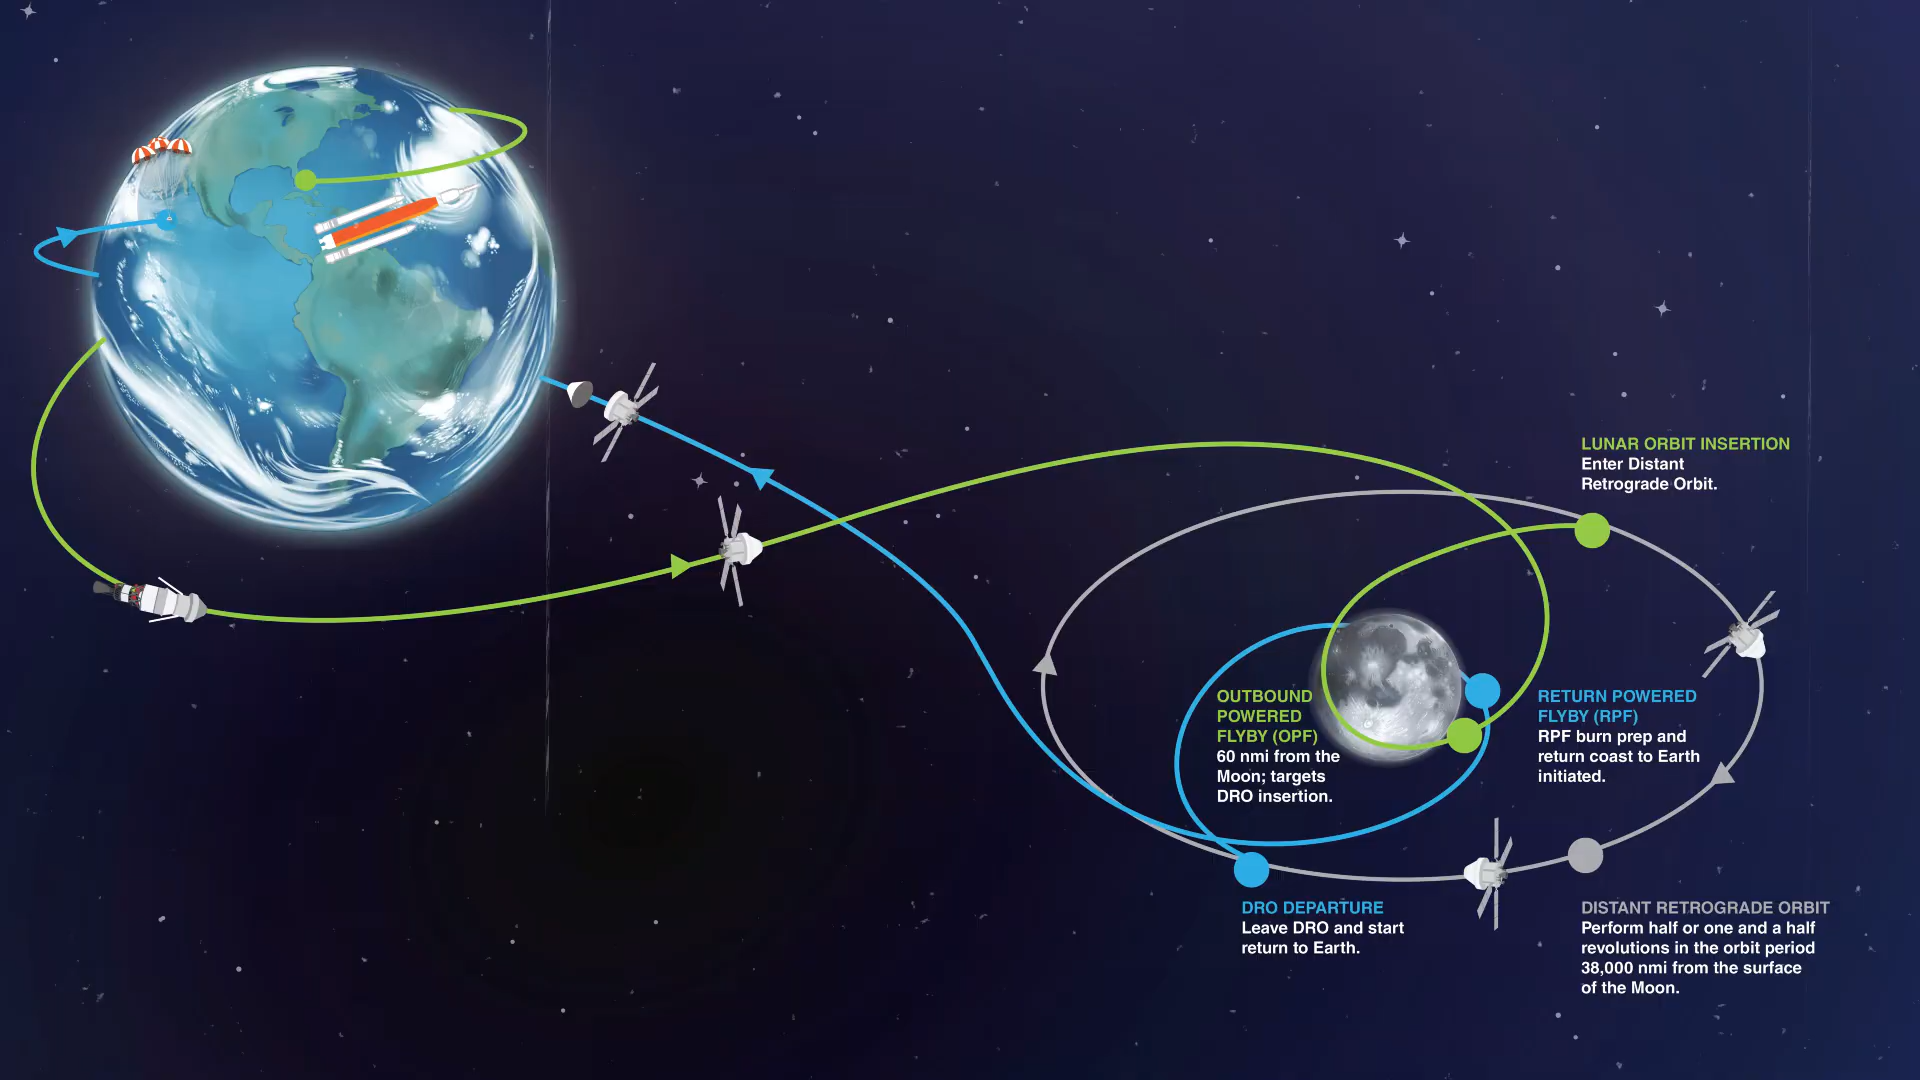 LUNAR ORBIT INSERTION
Enter Distant
Retrograde Orbit.
OUTBOUND
POWERED
FLYBY (OPF)
60 nmi from the
Moon; targets
DRO insertion.
RETURN POWERED
FLYBY (RPF)
RPF burn prep and
return coast to Earth
initiated.
DRO DEPARTURE
Leave DRO and start
return to Earth.
DISTANT RETROGRADE ORBIT
Perform half or one and a half
revolutions in the orbit period
38,000 nmi from the surface
of the Moon.